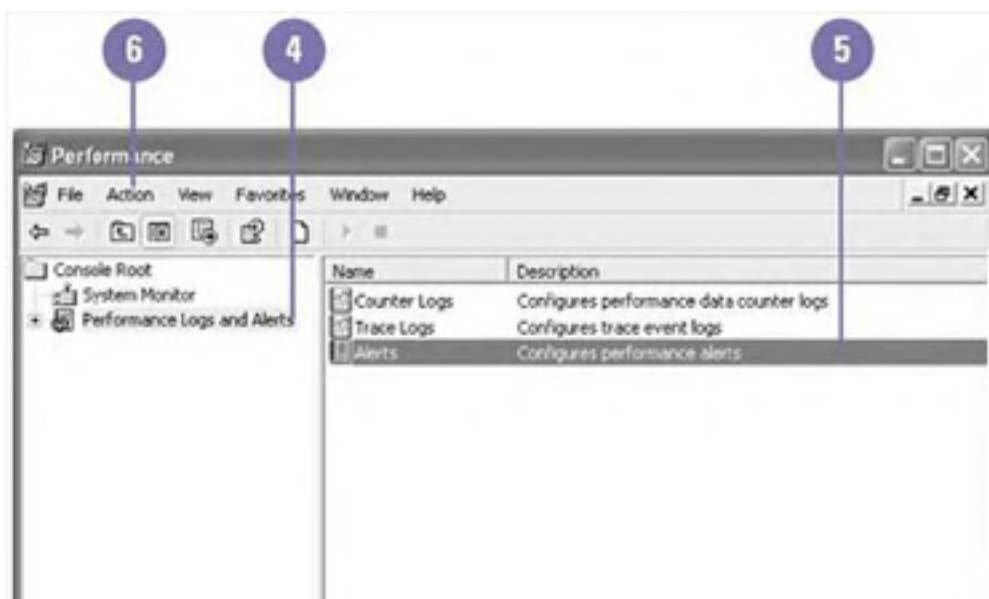 6 4 5
Performance
File Action View Favorites Window Help
Console Root
System Monitor
Performance Logs and Alerts
Name Description
Counter Logs Configures performance data counter logs
Trace Logs Configures trace event logs
Alerts Configures performance alerts